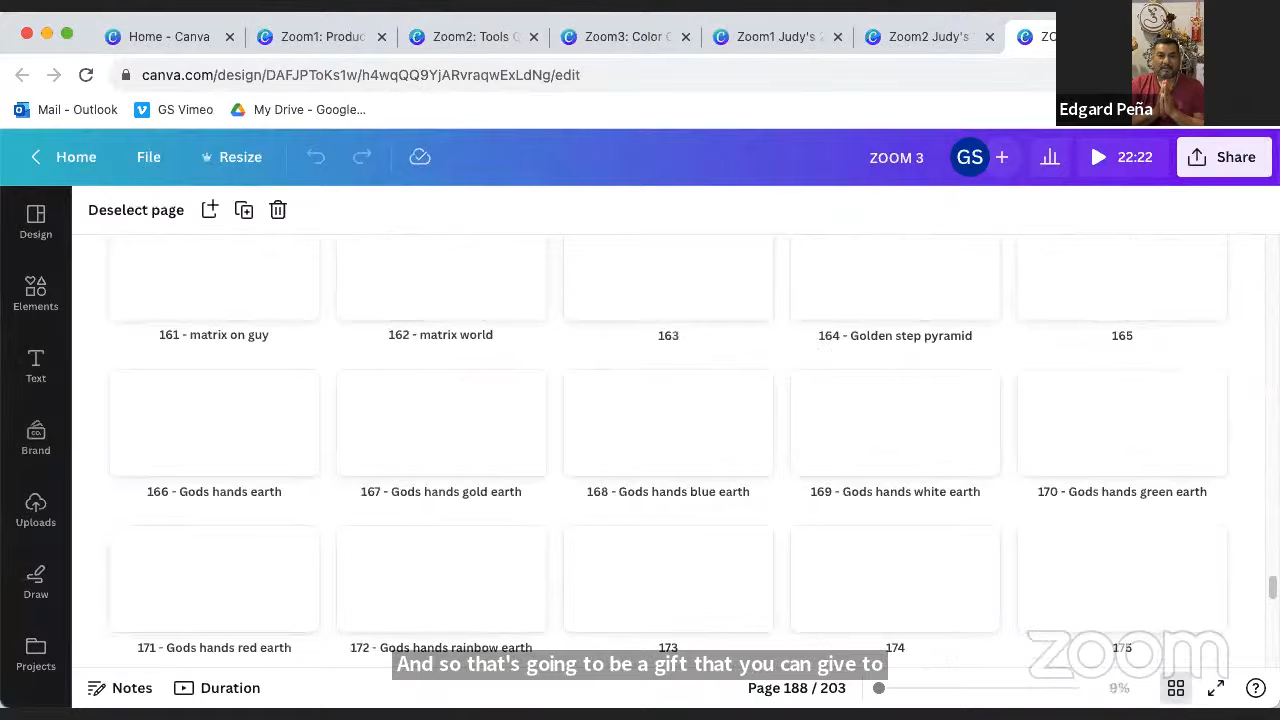 Home - Canva
Zoom1: Produc
Zoom2: Tools
Zoom3: Color
Zoom1 Judy's
Zoom2 Judy's
canva.com/design/DAFJPToKs1w/h4wqQQ9YjARvraqwExLdNg/edit
Mail - Outlook
GS Vimeo
My Drive - Google...
Edgard Peña
Home
File
Resize
ZOOM 3
GS
22:22
Share
Deselect page
Design
Elements
Text
Brand
Uploads
Draw
Projects
161 - matrix on guy
162 - matrix world
163
164 - Golden step pyramid
165
166 - Gods hands earth
167 - Gods hands gold earth
168 - Gods hands blue earth
169 - Gods hands white earth
170 - Gods hands green earth
171 - Gods hands red earth
172 - Gods hands rainbow earth
173
174
175
And so that's going to be a gift that you can give to
zoom
Notes
Duration
Page 188 / 203
9%